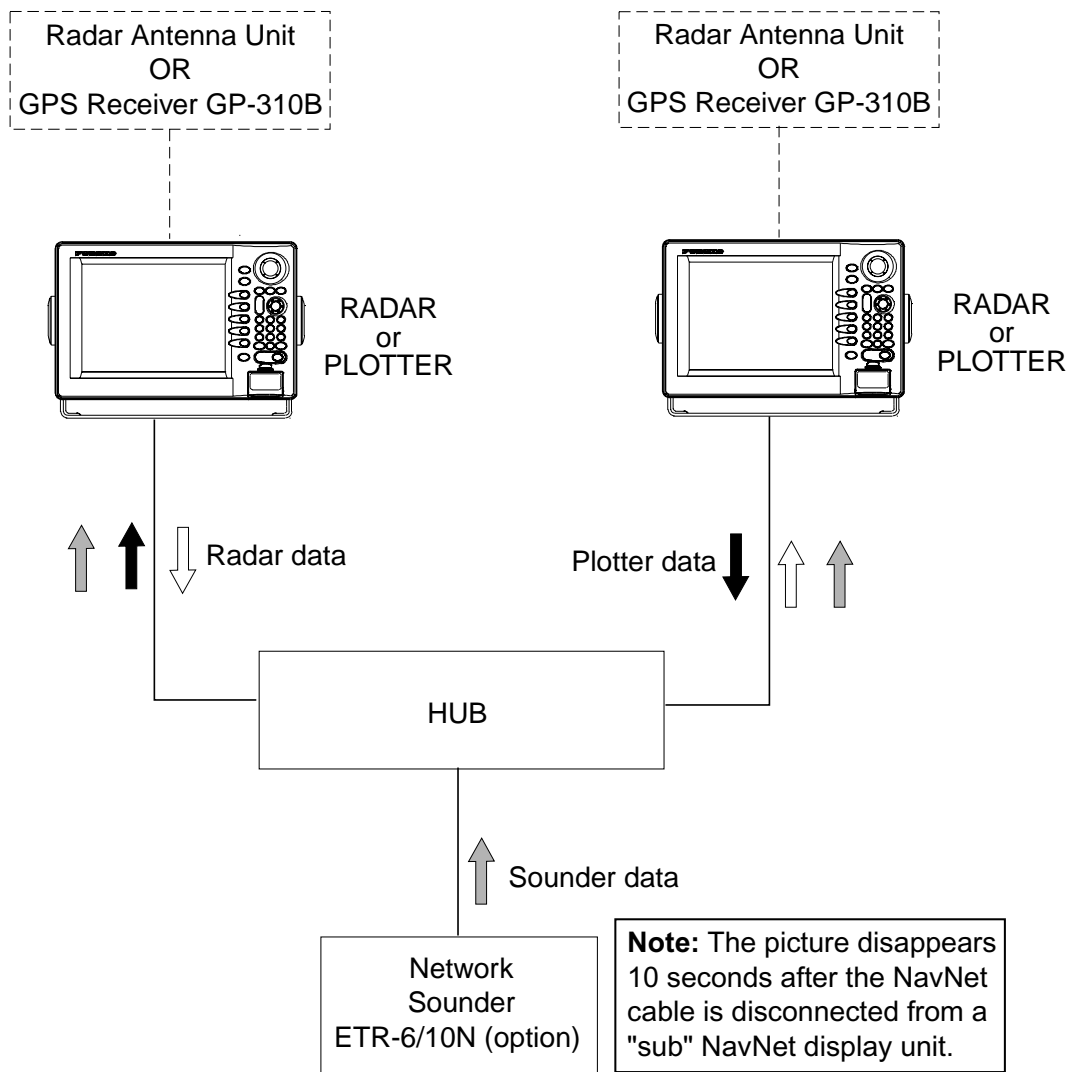 Radar Antenna Unit
OR
GPS Receiver GP-310B
Radar Antenna Unit
OR
GPS Receiver GP-310B
FURUNO
RADAR
or
PLOTTER
FURUNO
RADAR
or
PLOTTER
Radar data
Plotter data
HUB
Sounder data
Network
Sounder
ETR-6/10N (option)
Note: The picture disappears
10 seconds after the NavNet
cable is disconnected from a
"sub" NavNet display unit.